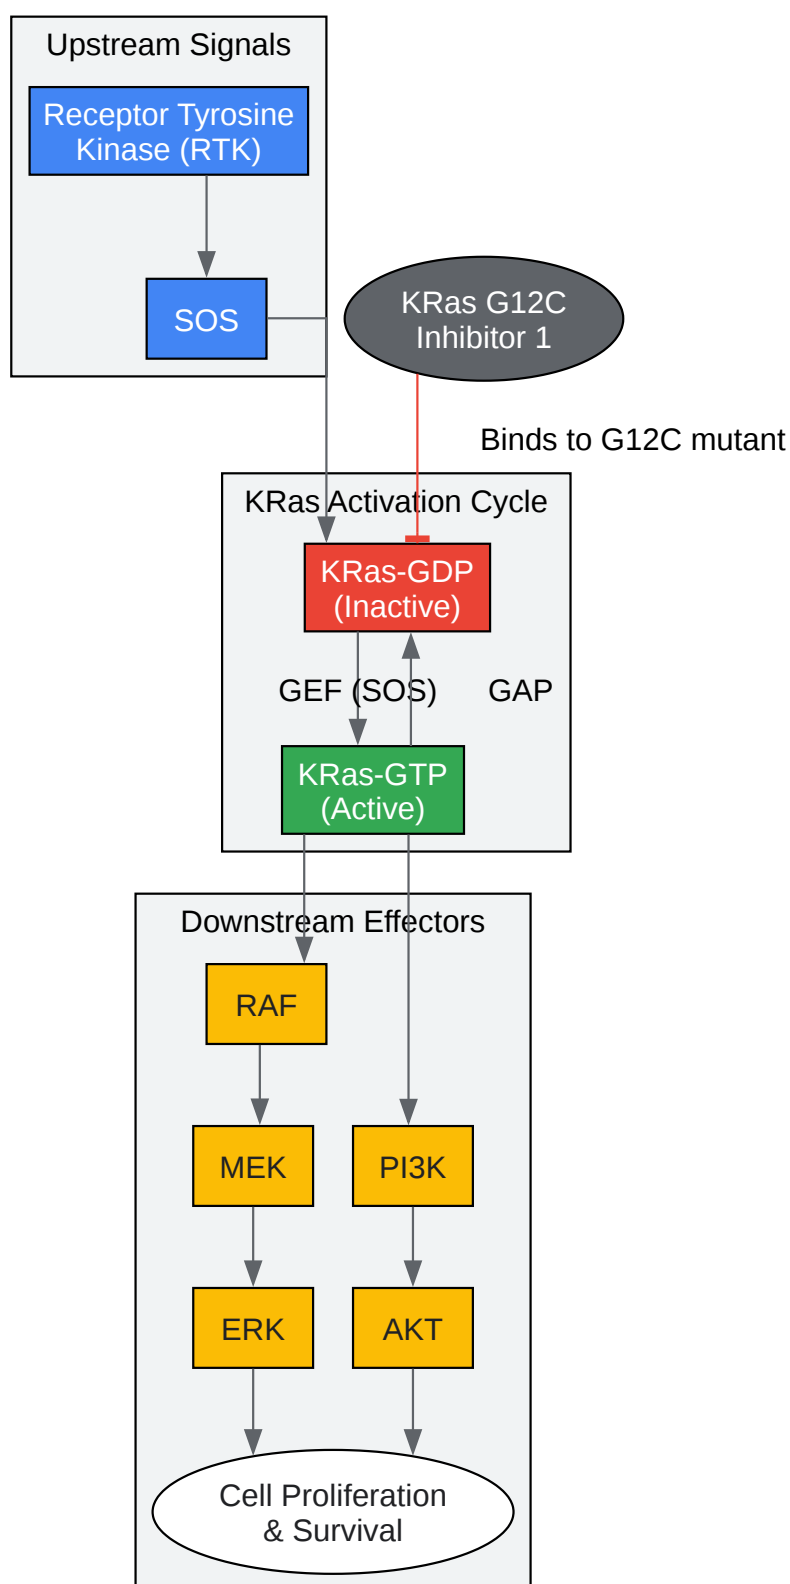 Upstream Signals
Receptor Tyrosine
Kinase (RTK)
SOS
KRas G12C
Inhibitor 1
Binds to G12C mutant
KRas Activation Cycle
KRas-GDP
(Inactive)
GEF (SOS)
GAP
KRas-GTP
(Active)
Downstream Effectors
RAF
MEK
PI3K
ERK
AKT
Cell Proliferation
& Survival